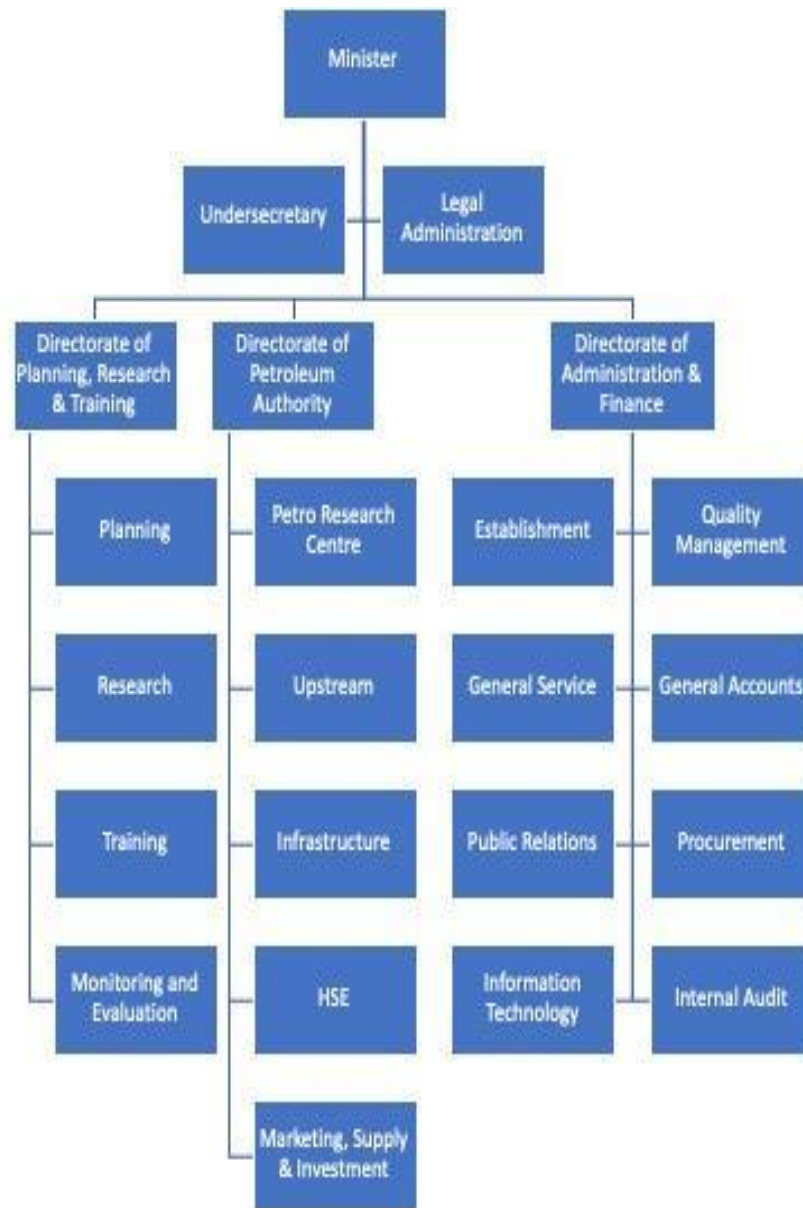 Minister
Undersecretary
Legal
Administration
Directorate of
Planning, Research
& Training
Directorate of
Petroleum
Authority
Directorate of
Administration &
Finance
Planning
Petro Research
Centre
Establishment
Quality
Management
Research
Upstream
General Service
General Accounts
Training
Infrastructure
Public Relations
Procurement
Monitoring and
Evaluation
HSE
Information
Technology
Internal Audit
Marketing, Supply
& Investment